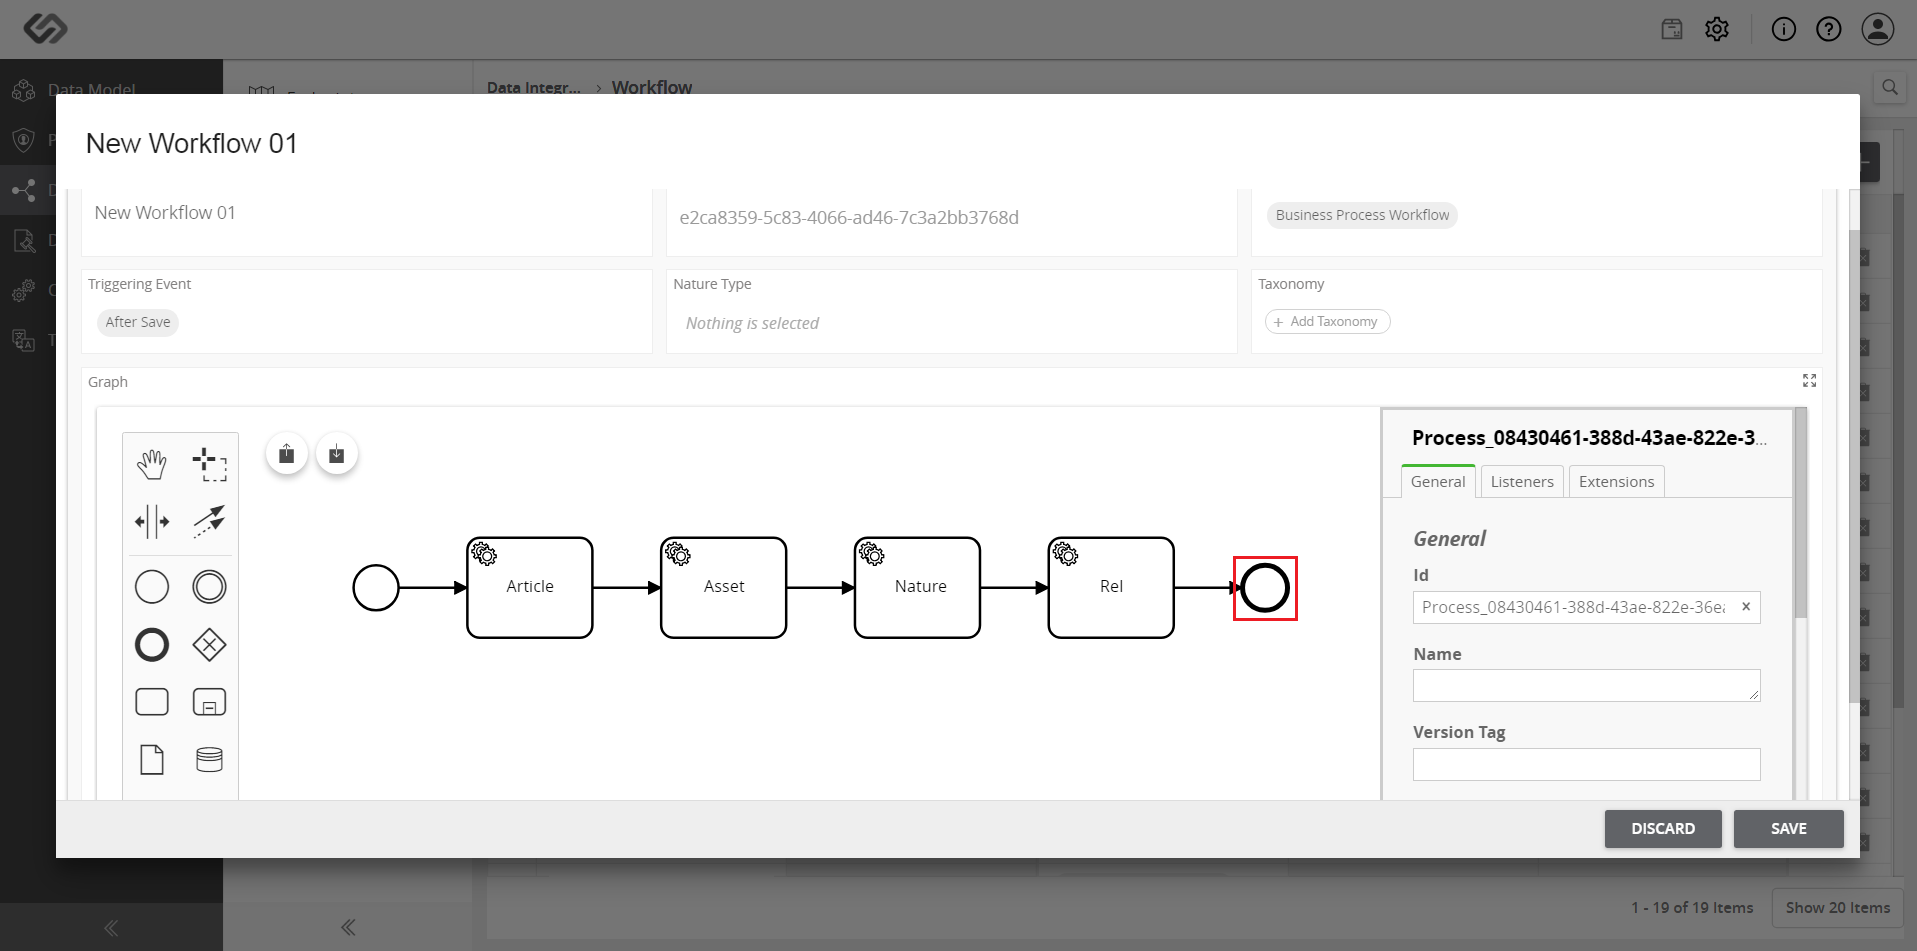 Data Model
Data Integr... > Workflow
New Workflow 01
New Workflow 01
e2ca8359-5c83-4066-ad46-7c3a2bb3768d
Business Process Workflow
Triggering Event
Nature Type
Taxonomy
After Save
Nothing is selected
+ Add Taxonomy
Graph
Process_08430461-388d-43ae-822e-3...
General
Listeners
Extensions
General
Id
Process_08430461-388d-43ae-822e-36ea
Name
Version Tag
Article
Asset
Nature
Rel
DISCARD
SAVE
1 - 19 of 19 Items
Show 20 Items